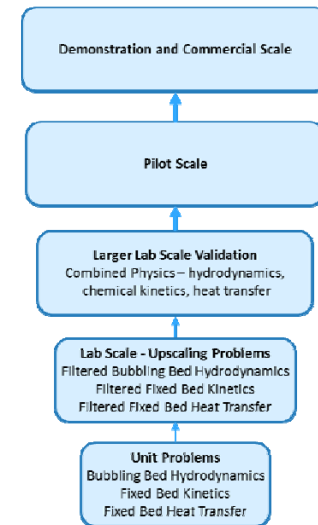 Demonstration and Commercial Scale
Pilot Scale
Larger Lab Scale Validation
Combined Physics – hydrodynamics,
chemical kinetics, heat transfer
Lab Scale - Upscaling Problems
Filtered Bubbling Bed Hydrodynamics
Filtered Fixed Bed Kinetics
Filtered Fixed Bed Heat Transfer
Unit Problems
Bubbling Bed Hydrodynamics
Fixed Bed Kinetics
Fixed Bed Heat Transfer